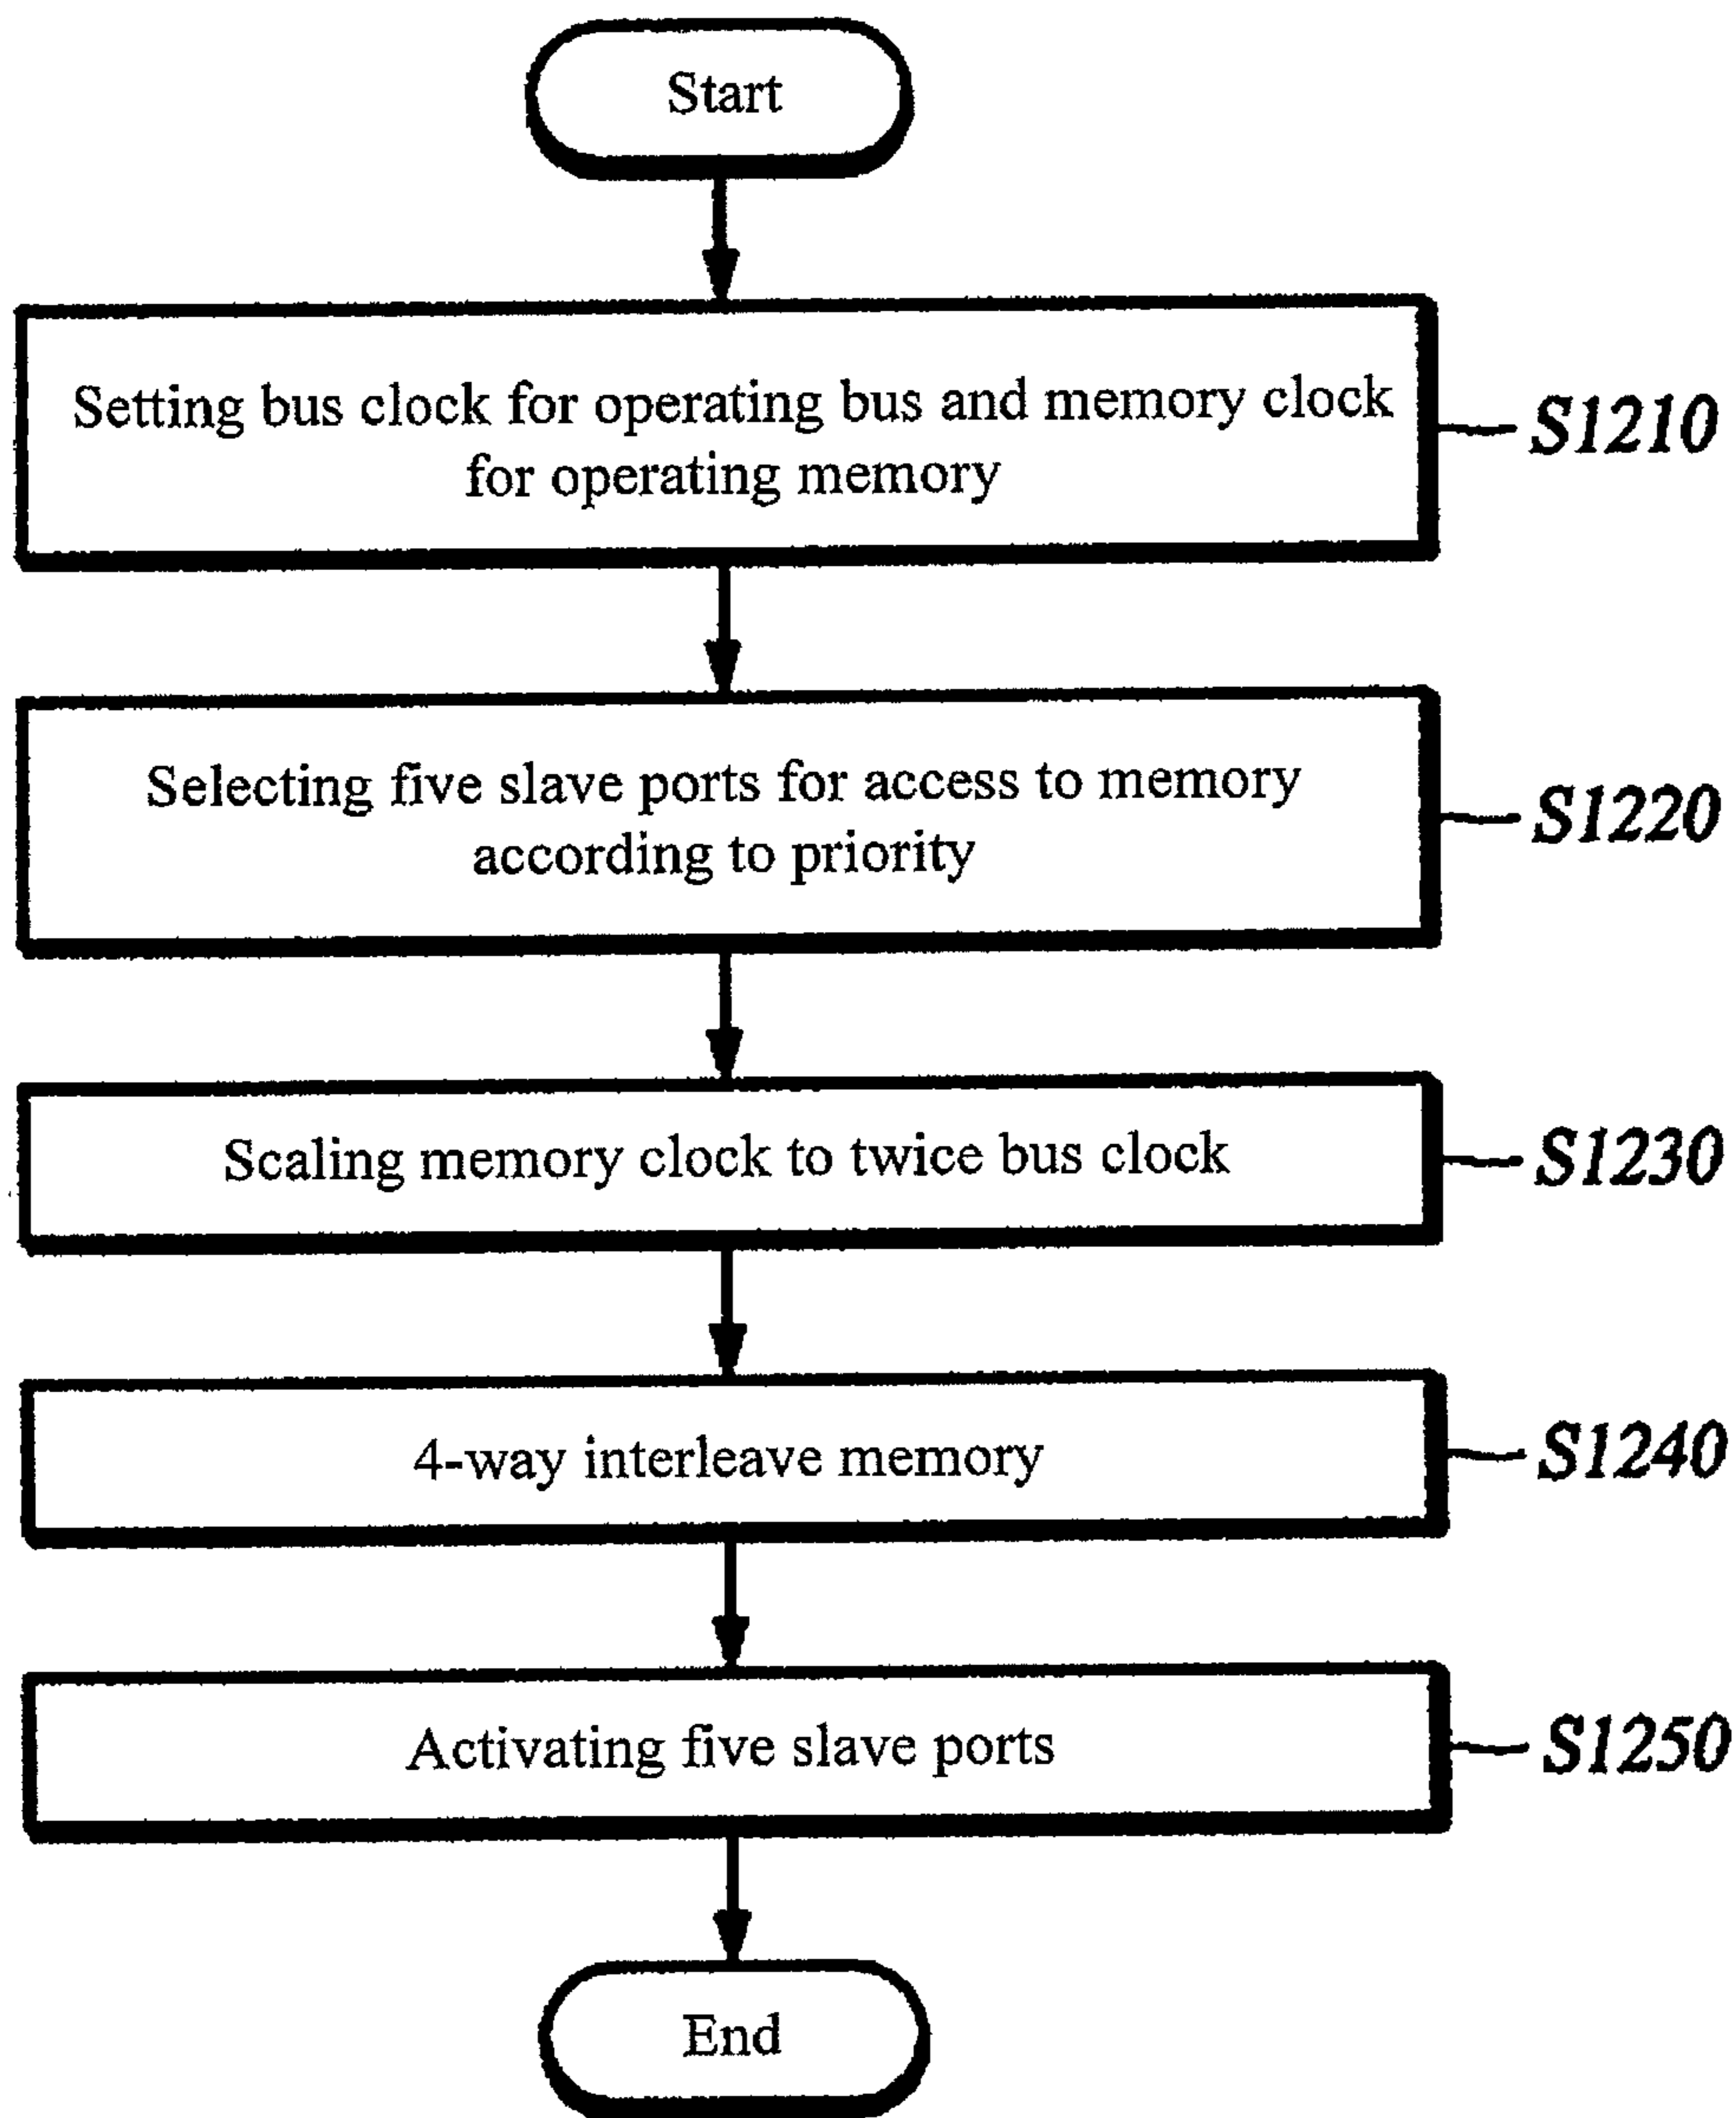 Start
Setting bus clock for operating bus and memory clock
for operating memory
S1210
Selecting five slave ports for access to memory
according to priority
S1220
Scaling memory clock to twice bus clock
S1230
4-way interleave memory
S1240
Activating five slave ports
S1250
End